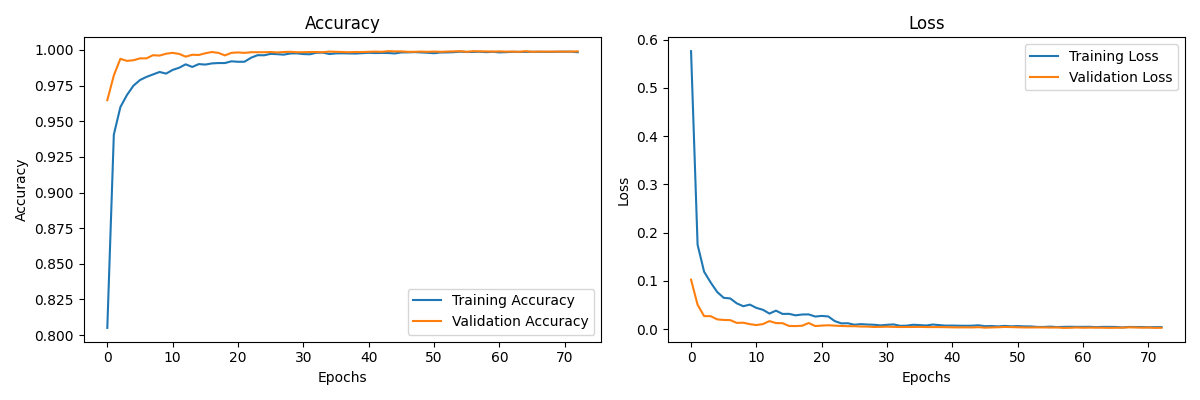 Accuracy
1.000
0.975
0.950
0.925
0.900
0.875
0.850
0.825
0.800
Accuracy
Training Accuracy
Validation Accuracy
0 10 20 30 40 50 60 70
Epochs
Loss
0.6
0.5
0.4
0.3
0.2
0.1
0.0
Loss
Training Loss
Validation Loss
0 10 20 30 40 50 60 70
Epochs